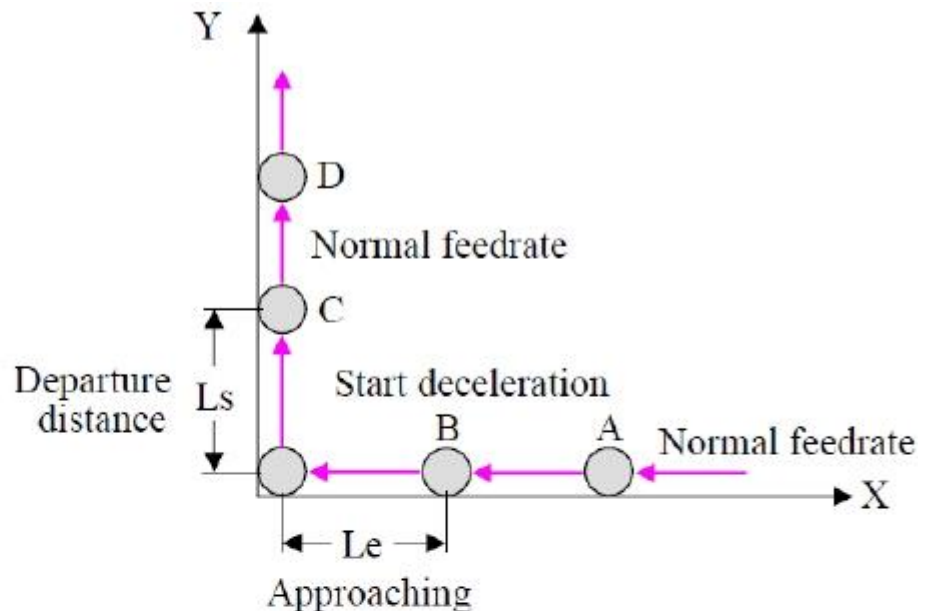 Y
D
Normal feedrate
C
Departure
distance
Ls
Start deceleration
B
A
Normal feedrate
X
Le
Approaching